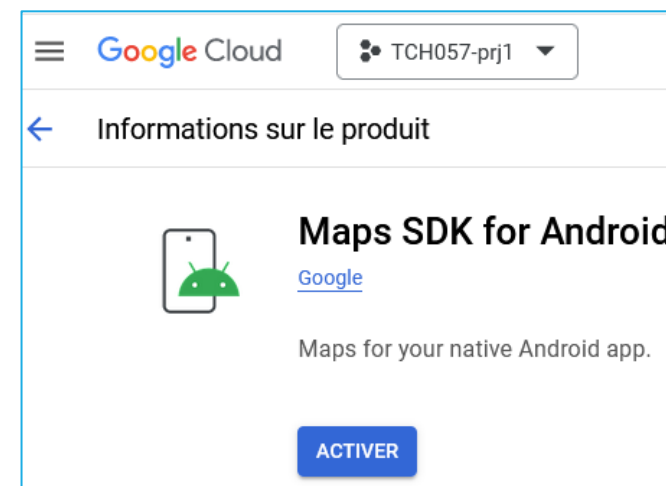 Google Cloud
TCH057-prj1
Informations sur le produit
Maps SDK for Android
Google
Maps for your native Android app.
ACTIVER